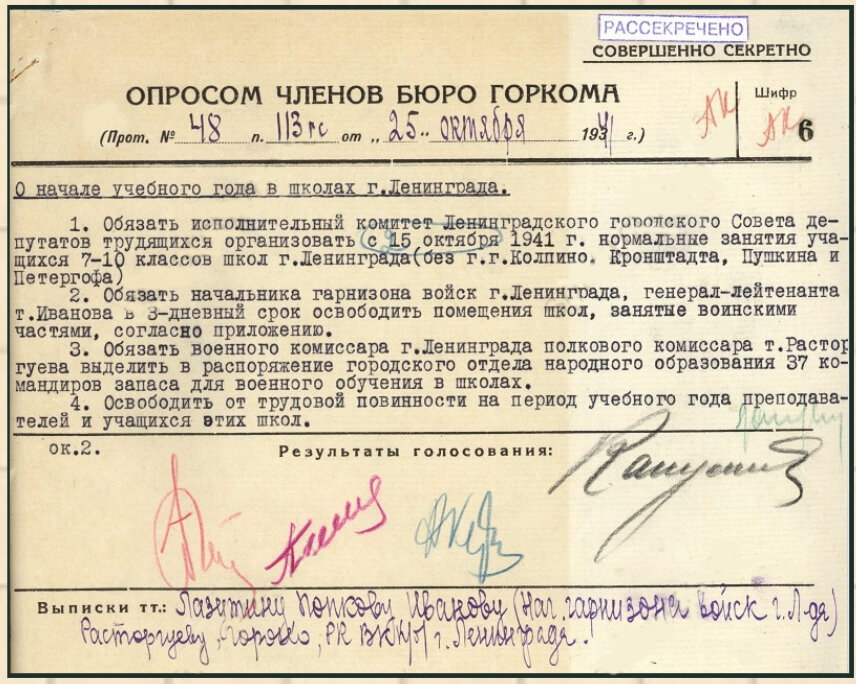 РАССЕКРЕЧЕНО
СОВЕРШЕННО СЕКРЕТНО
ОПРОСОМ ЧЛЕНОВ БЮРО ГОРКОМА
Шифр
(Прот. № 48 п. 113гс от „25" октября 1941 г.)
АК
АК 6
О начале учебного года в школах г.Ленинграда.
1. Обязать исполнительный комитет Ленинградского городского Совета де-
путатов трудящихся организовать с 15 октября 1941 г. нормальные занятия уча-
щихся 7-10 классов школ г.Ленинграда(без г.г.Колпино, Кронштадта, Пушкина и
Петергофа)
2. Обязать начальника гарнизона войск г.Ленинграда, генерал-лейтенанта
т.Иванова в 3-дневный срок освободить помещения школ, занятые воинскими
частями, согласно приложению.
3. Обязать военного комиссара г.Ленинграда полкового комиссара т.Растор
гуева выделить в распоряжение городского отдела народного образования 37 ко-
мандиров запаса для военного обучения в школах.
4. Освободить от трудовой повинности на период учебного года преподава-
телей и учащихся этих школ.
ок.2.
Результаты голосования:
Капустин
Выписки тт.: Лазутину Попкову Иванову (Нач. гарнизона войск г. Л-да)
Расторгуеву, Гороно, РК ВКП/б/ г. Ленинграда.